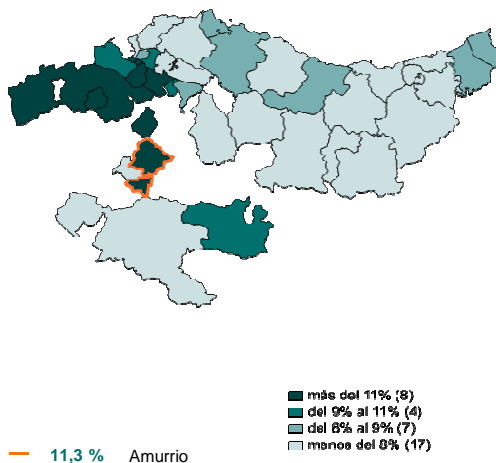 más del 11% (8)
del 9% al 11% (4)
del 8% al 9% (7)
menos del 8% (17)
11,3 % Amurrio